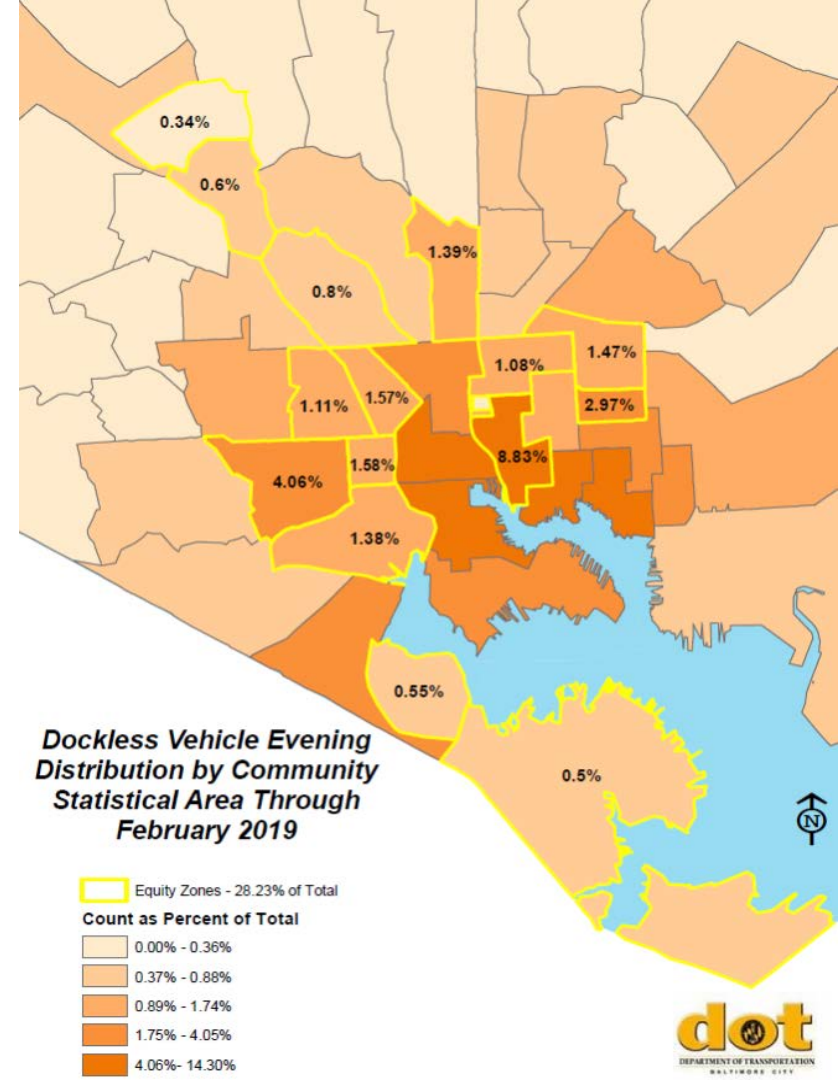 0.34%
0.6%
1.39%
0.8%
1.47%
1.08%
1.57%
1.11%
2.97%
8.83%
1.58%
4.06%
1.38%
0.55%
0.5%
Dockless Vehicle Evening
Distribution by Community
Statistical Area Through
February 2019
N
Equity Zones - 28.23% of Total
Count as Percent of Total
0.00% - 0.36%
0.37% - 0.88%
0.89% - 1.74%
1.75% - 4.05%
4.06%- 14.30%
dot
DEPARTMENT OF TRANSPORTATION
BALTIMORE CITY